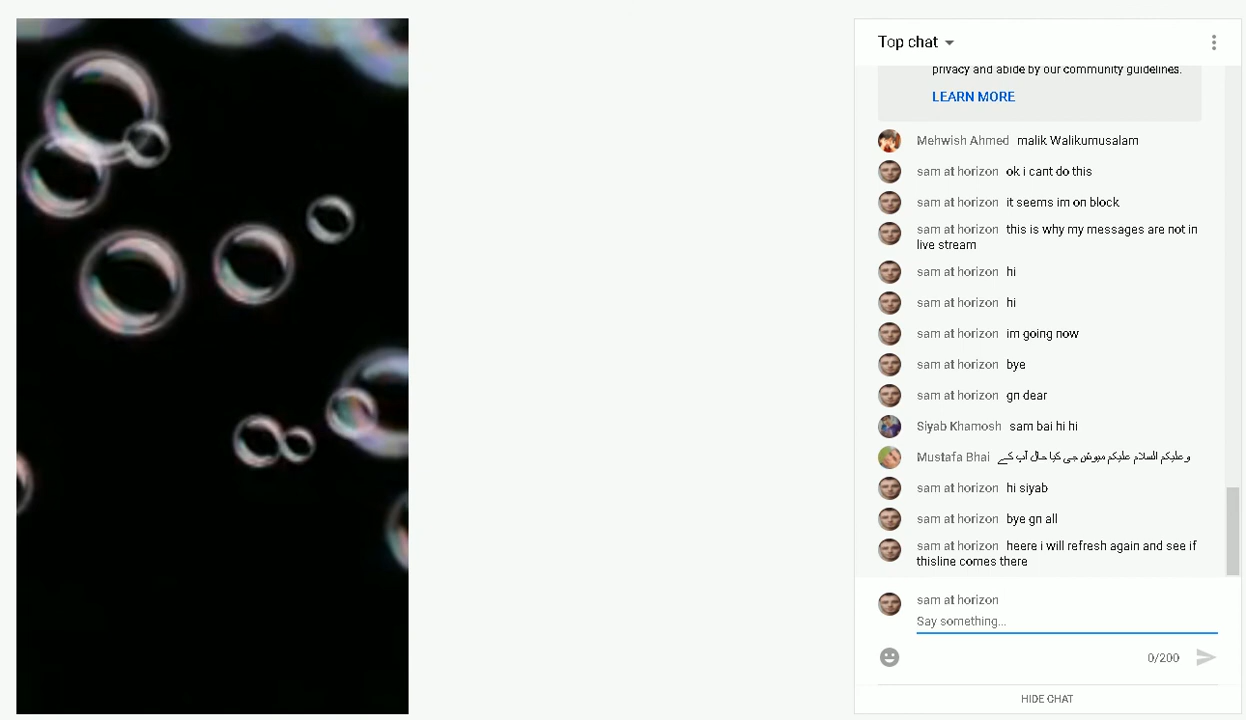 Top chat
privacy and abide by our community guidelines.
LEARN MORE
Mehwish Ahmed malik Walikumusalam
sam at horizon ok i cant do this
sam at horizon it seems im on block
sam at horizon this is why my messages are not in
live stream
sam at horizon hi
sam at horizon hi
sam at horizon im going now
sam at horizon bye
sam at horizon gn dear
Siyab Khamosh sam bai hi hi
Mustafa Bhai وعلیکم السلام علیکم میوش جی کیا حال آپ کے
sam at horizon hi siyab
sam at horizon bye gn all
sam at horizon heere i will refresh again and see if
thisline comes there
sam at horizon
Say something...
0/200
HIDE CHAT